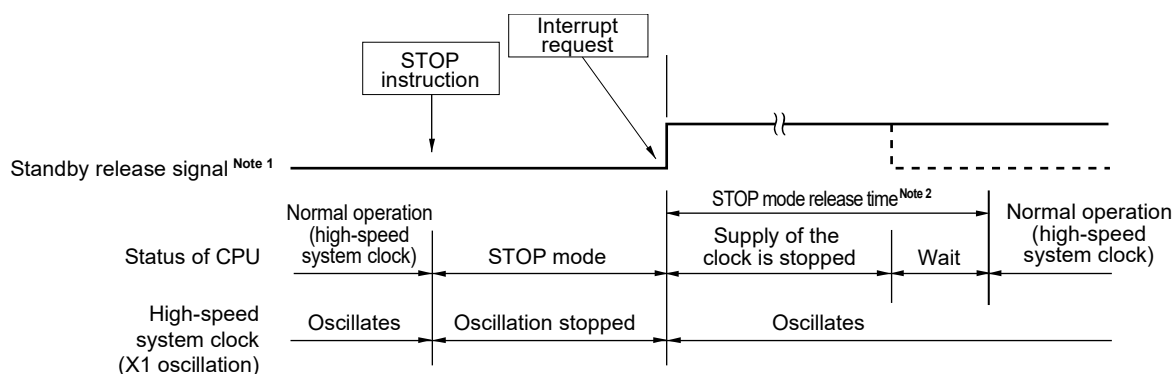 Interrupt
request
STOP
instruction
Standby release signal Note 1
STOP mode release time Note 2
Normal operation
(high-speed
system clock)
Status of CPU
STOP mode
Supply of the
clock is stopped
Wait
Normal operation
(high-speed
system clock)
High-speed
system clock
(X1 oscillation)
Oscillates
Oscillation stopped
Oscillates